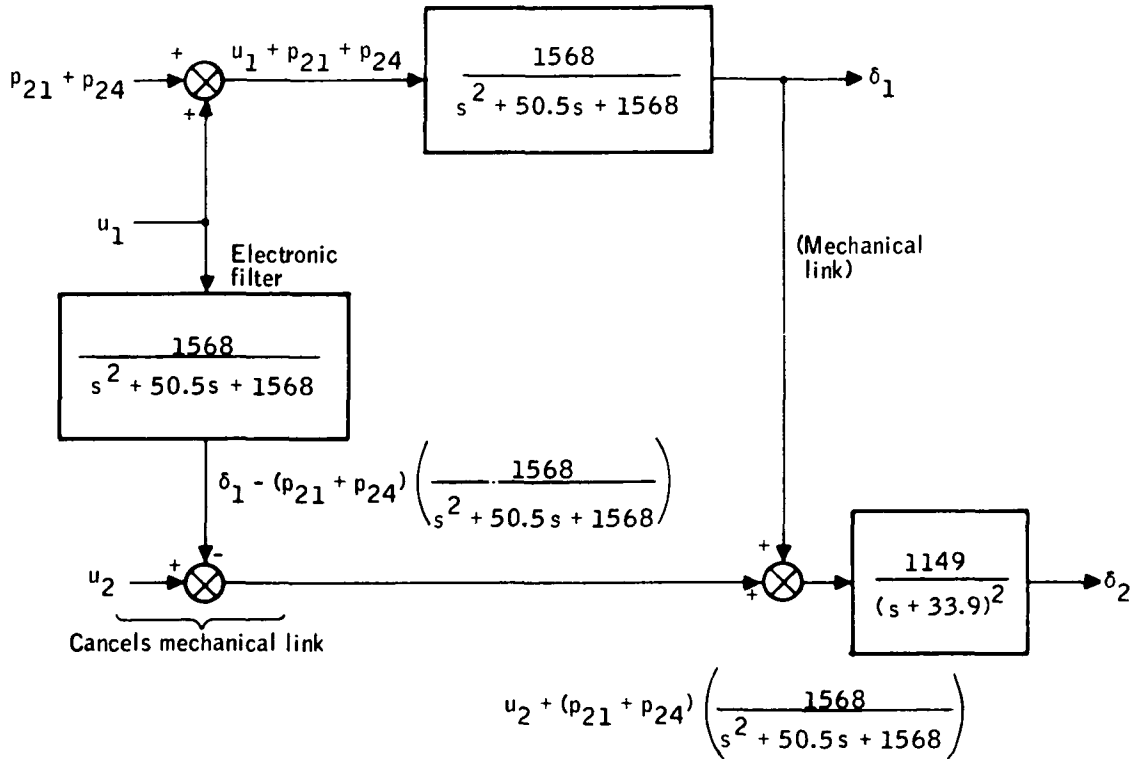 +
p21 + p24
u1 + p21 + p24
+
1568
s2 + 50.5s + 1568
δ1
u1
Electronic
filter
(Mechanical
link)
1568
s2 + 50.5s + 1568
δ1 - (p21 + p24) ( 1568
s2 + 50.5s + 1568 )
-
+
u2
+
+
1149
(s + 33.9)2
δ2
Cancels mechanical link
u2 + (p21 + p24) ( 1568
s2 + 50.5s + 1568 )